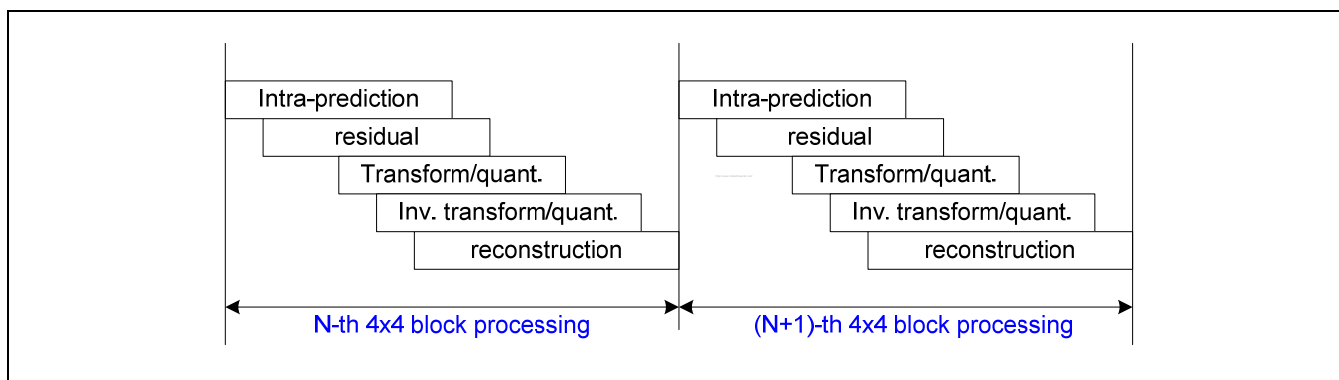 Intra-prediction
residual
Transform/quant.
Inv. transform/quant.
reconstruction
N-th 4x4 block processing
Intra-prediction
residual
Transform/quant.
Inv. transform/quant.
reconstruction
(N+1)-th 4x4 block processing